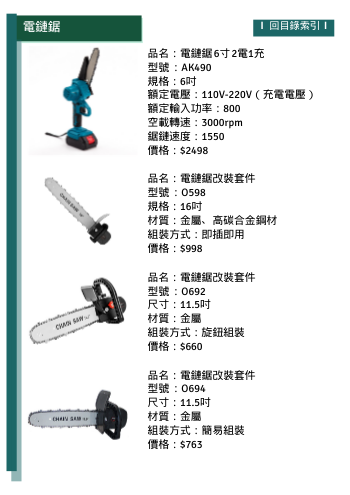 電鏈鋸
回目錄索引
品名：電鏈鋸6寸2電1充
型號：AK490
規格：6吋
額定電壓：110V-220V（充電電壓）
額定輸入功率：800
空載轉速：3000rpm
鋸鏈速度：1550
價格：$2498
CHAIN SAW
品名：電鏈鋸改裝套件
型號：O598
規格：16吋
材質：金屬、高碳合金鋼材
組裝方式：即插即用
價格：$998
CHAIN SAW
品名：電鏈鋸改裝套件
型號：O692
尺寸：11.5吋
材質：金屬
組裝方式：旋鈕組裝
價格：$660
CHAIN SAW
品名：電鏈鋸改裝套件
型號：O694
尺寸：11.5吋
材質：金屬
組裝方式：簡易組裝
價格：$763